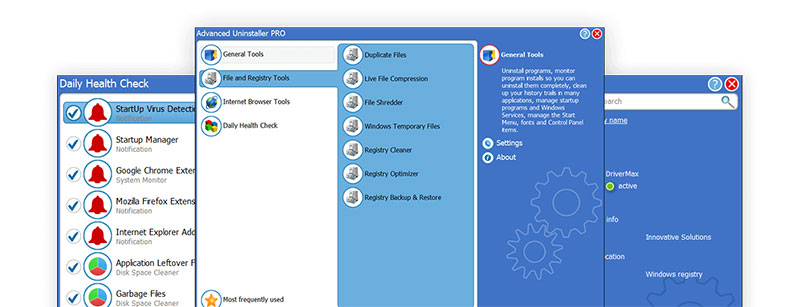 Advanced Uninstaller PRO
General Tools
File and Registry Tools
Internet Browser Tools
Daily Health Check
Most frequently used
Duplicate Files
Live File Compression
File Shredder
Windows Temporary Files
Registry Cleaner
Registry Optimizer
Registry Backup & Restore
General Tools
Uninstall programs, monitor
program installs so you can
uninstall them completely, clean
up your history trails in many
applications, manage startup
programs and Windows
Services, manage the Start
Menu, fonts and Control Panel
items.
Settings
About
Daily Health Check
StartUp Virus Detectio
Notification
Startup Manager
Notification
Google Chrome Exten
System Monitor
Mozilla Firefox Extens
Notification
Internet Explorer Add
Notification
Application Leftover F
Disk Space Cleaner
Garbage Files
Disk Space Cleaner
earch
y name
DriverMax
active
info
Innovative Solutions
cation
Windows registry